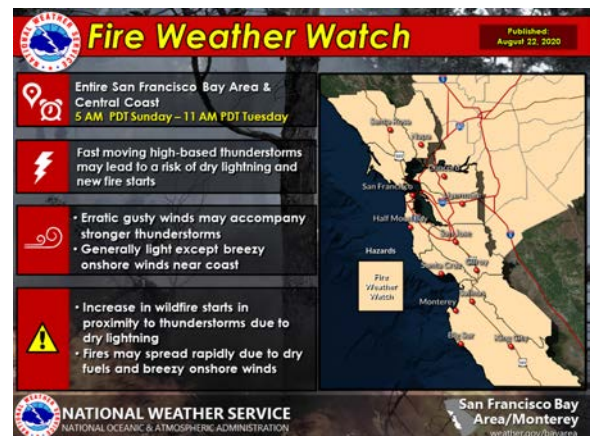 Fire Weather Watch
Published:
August 22, 2020
Entire San Francisco Bay Area &
Central Coast
5 AM PDT Sunday – 11 AM PDT Tuesday
Fast moving high-based thunderstorms
may lead to a risk of dry lightning and
new fire starts
• Erratic gusty winds may accompany
stronger thunderstorms
• Generally light except breezy
onshore winds near coast
• Increase in wildfire starts in
proximity to thunderstorms due to
dry lightning
• Fires may spread rapidly due to dry
fuels and breezy onshore winds
Santa Rosa
Napa
Concord
San Francisco
Livermore
Half Moon Bay
San Jose
Hazards
Fire
Weather
Watch
Santa Cruz
Gilroy
Salinas
Monterey
Big Sur
King City
NATIONAL WEATHER SERVICE
NATIONAL OCEANIC & ATMOSPHERIC ADMINISTRATION
San Francisco Bay
Area/Monterey
weather.gov/bayarea